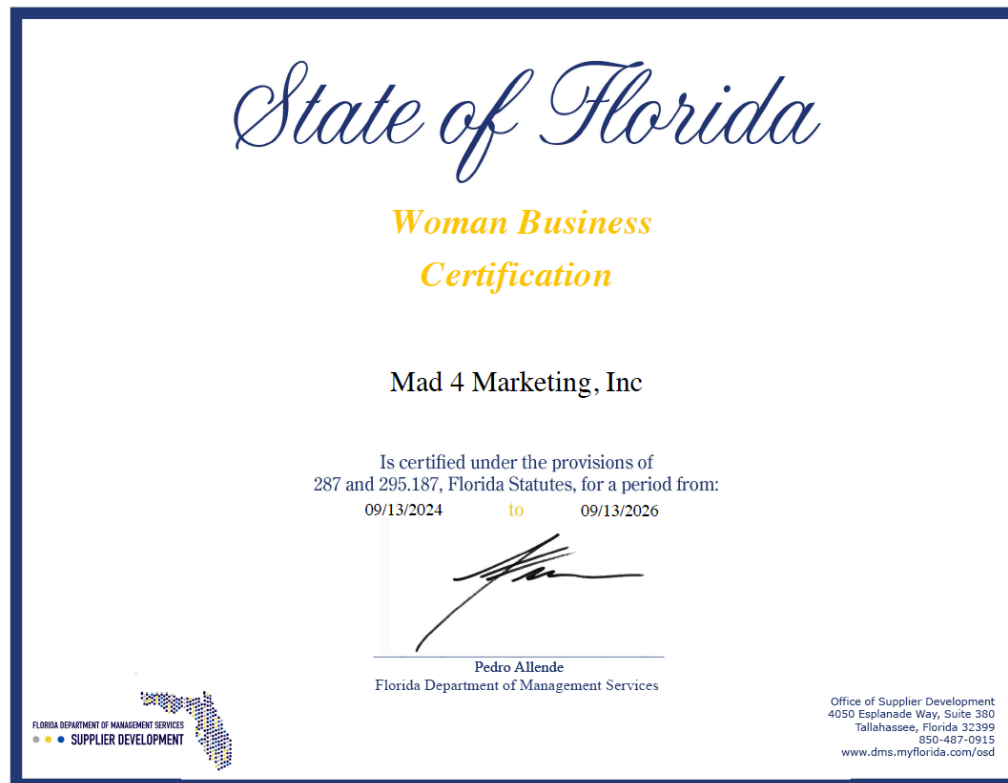 State of Florida
Woman Business
Certification
Mad 4 Marketing, Inc
Is certified under the provisions of
287 and 295.187, Florida Statutes, for a period from:
09/13/2024 to 09/13/2026
Pedro Allende
Florida Department of Management Services
FLORIDA DEPARTMENT OF MANAGEMENT SERVICES
SUPPLIER DEVELOPMENT
Office of Supplier Development
4050 Esplanade Way, Suite 380
Tallahassee, Florida 32399
850-487-0915
www.dms.myflorida.com/osd